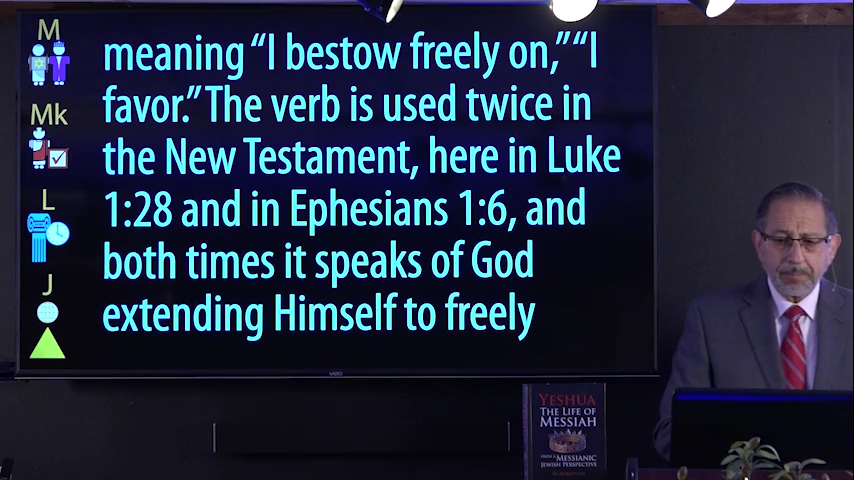 M
Mk
L
J
meaning “I bestow freely on,” “I
favor.” The verb is used twice in
the New Testament, here in Luke
1:28 and in Ephesians 1:6, and
both times it speaks of God
extending Himself to freely
VIZIO
YESHUA
THE LIFE OF
MESSIAH
FROM A MESSIANIC
JEWISH PERSPECTIVE